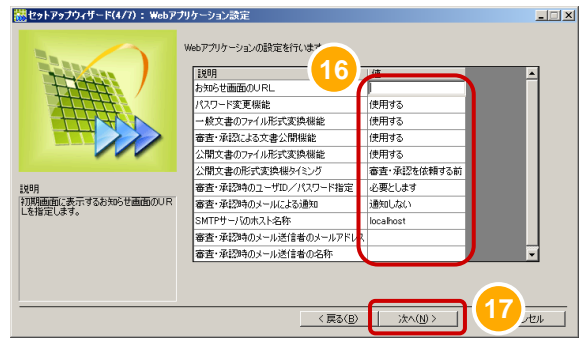 セットアップウィザード(4/7)：Webアプリケーション設定
Webアプリケーションの設定を行います
16
説明 値
お知らせ画面のURL
パスワード変更機能 使用する
一般文書のファイル形式変換機能 使用する
審査・承認による文書公開機能 使用する
公開文書のファイル形式変換機能 使用する
公開文書の形式変換機タイミング 審査・承認を依頼する前
審査・承認時のユーザID／パスワード指定 必要とします
審査・承認時のメールによる通知 通知しない
SMTPサーバのホスト名称 localhost
審査・承認時のメール送信者のメールアドレス
審査・承認時のメール送信者の名称
説明
初期画面に表示するお知らせ画面のUR
Lを指定します。
< 戻る(B)
次へ(N) >
17
ンセル